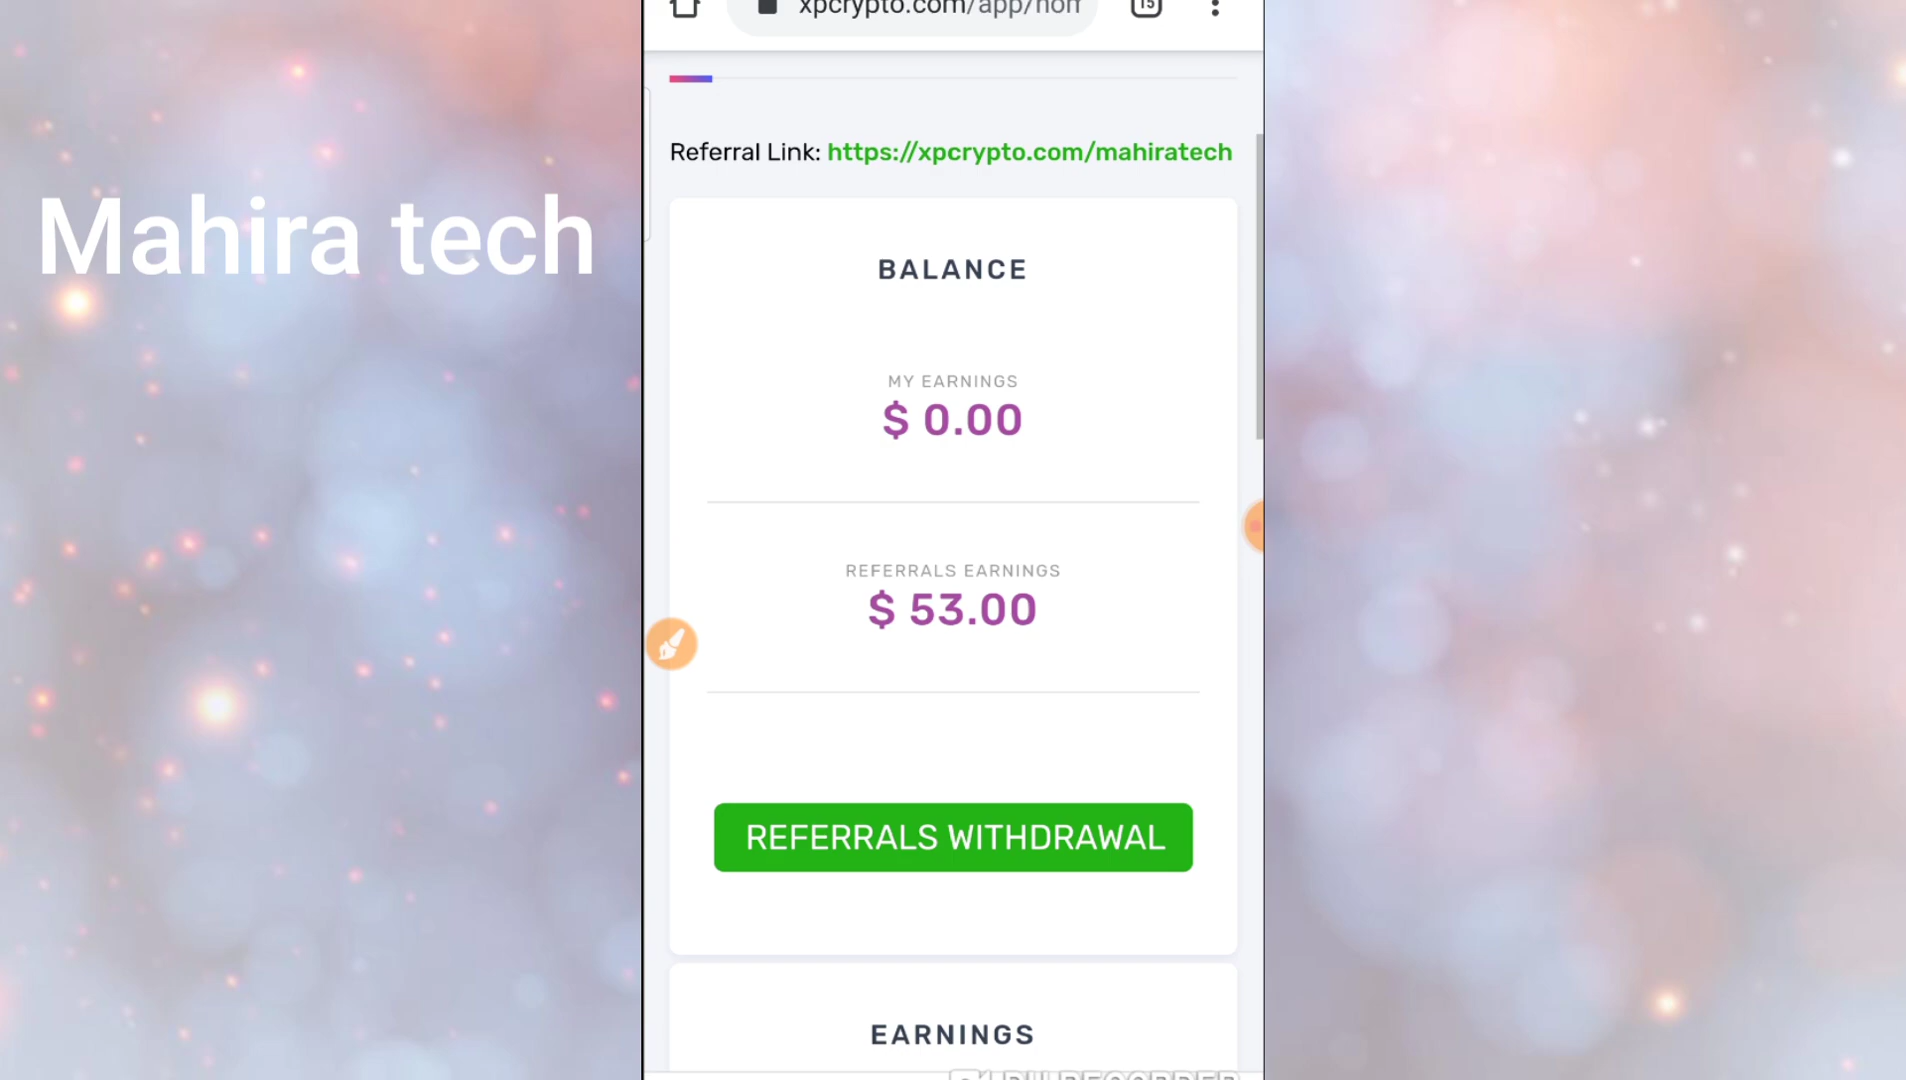 xpcrypto.com/app/hom
15
Referral Link: https://xpcrypto.com/mahiratech
Mahira tech
BALANCE
MY EARNINGS
$ 0.00
REFERRALS EARNINGS
$ 53.00
REFERRALS WITHDRAWAL
EARNINGS